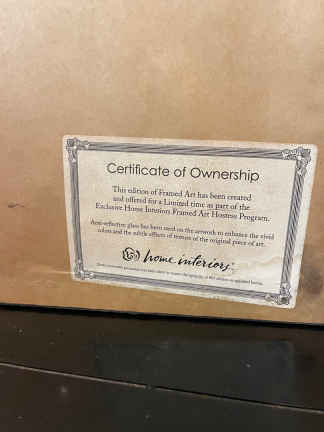 Certificate of Ownership
This edition of Framed Art has been created
and offered for a Limited time as part of the
Exclusive Home Interiors Framed Art Hostess Program.
Anti-reflective glass has been used on the artwork to enhance the vivid
colors and the subtle effects of texture of the original piece of art.
home interiors